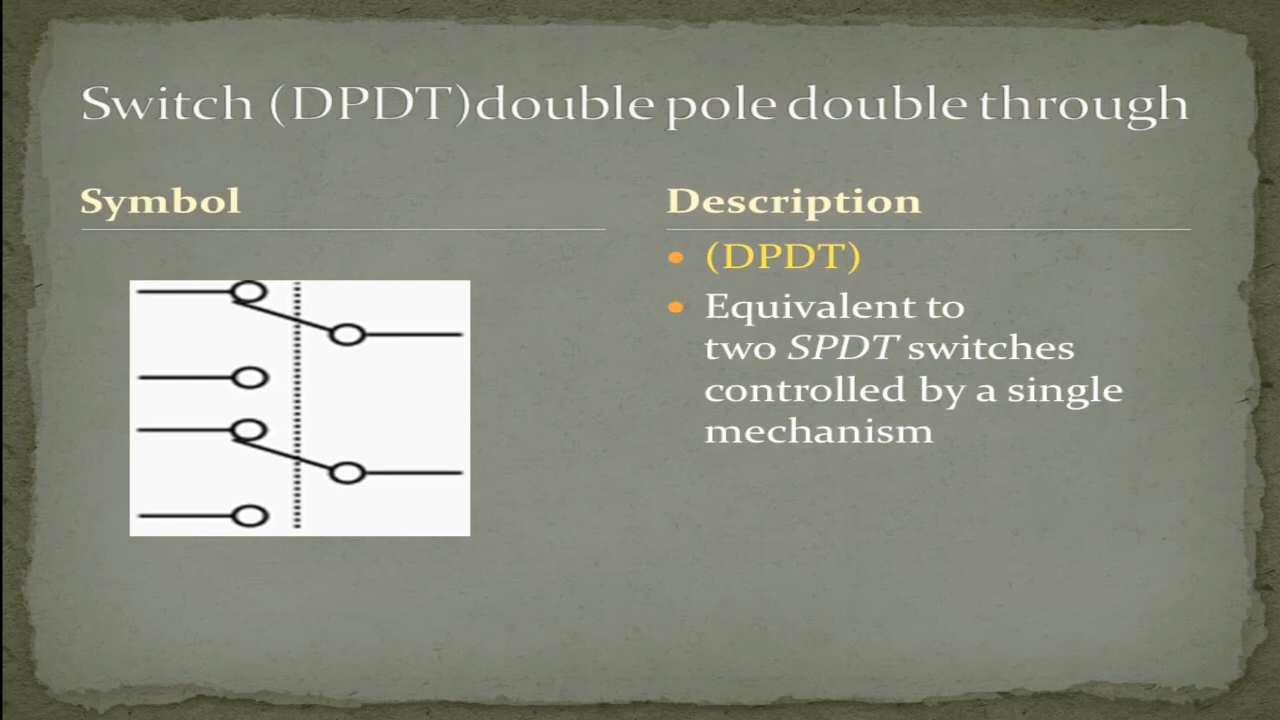 Switch (DPDT)double pole double through
Symbol
Description
(DPDT)
Equivalent to
two SPDT switches
controlled by a single
mechanism